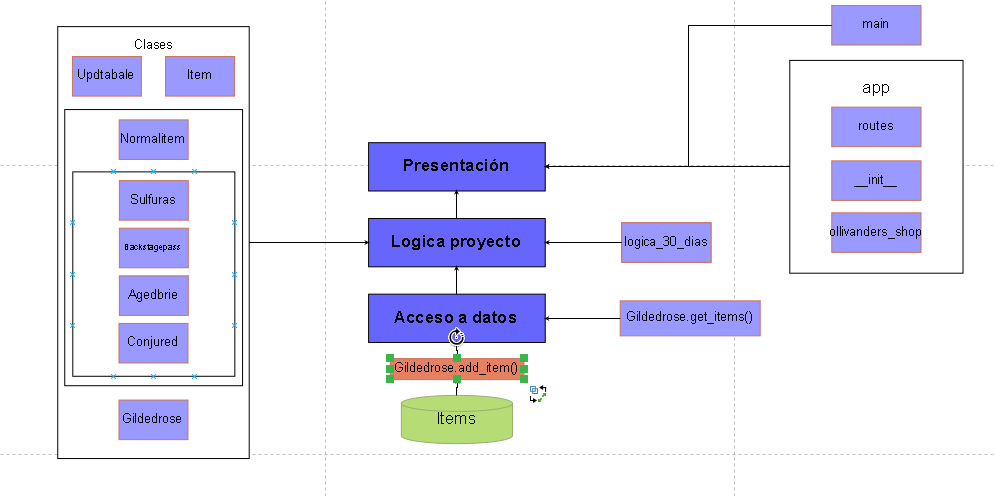 Clases
Updtabale
Item
Normalitem
Sulfuras
Backstagepass
Agedbrie
Conjured
Gildedrose
Presentación
Logica proyecto
Acceso a datos
Gildedrose.add_item()
Items
logica_30_dias
Gildedrose.get_items()
main
app
routes
__init__
ollivanders_shop